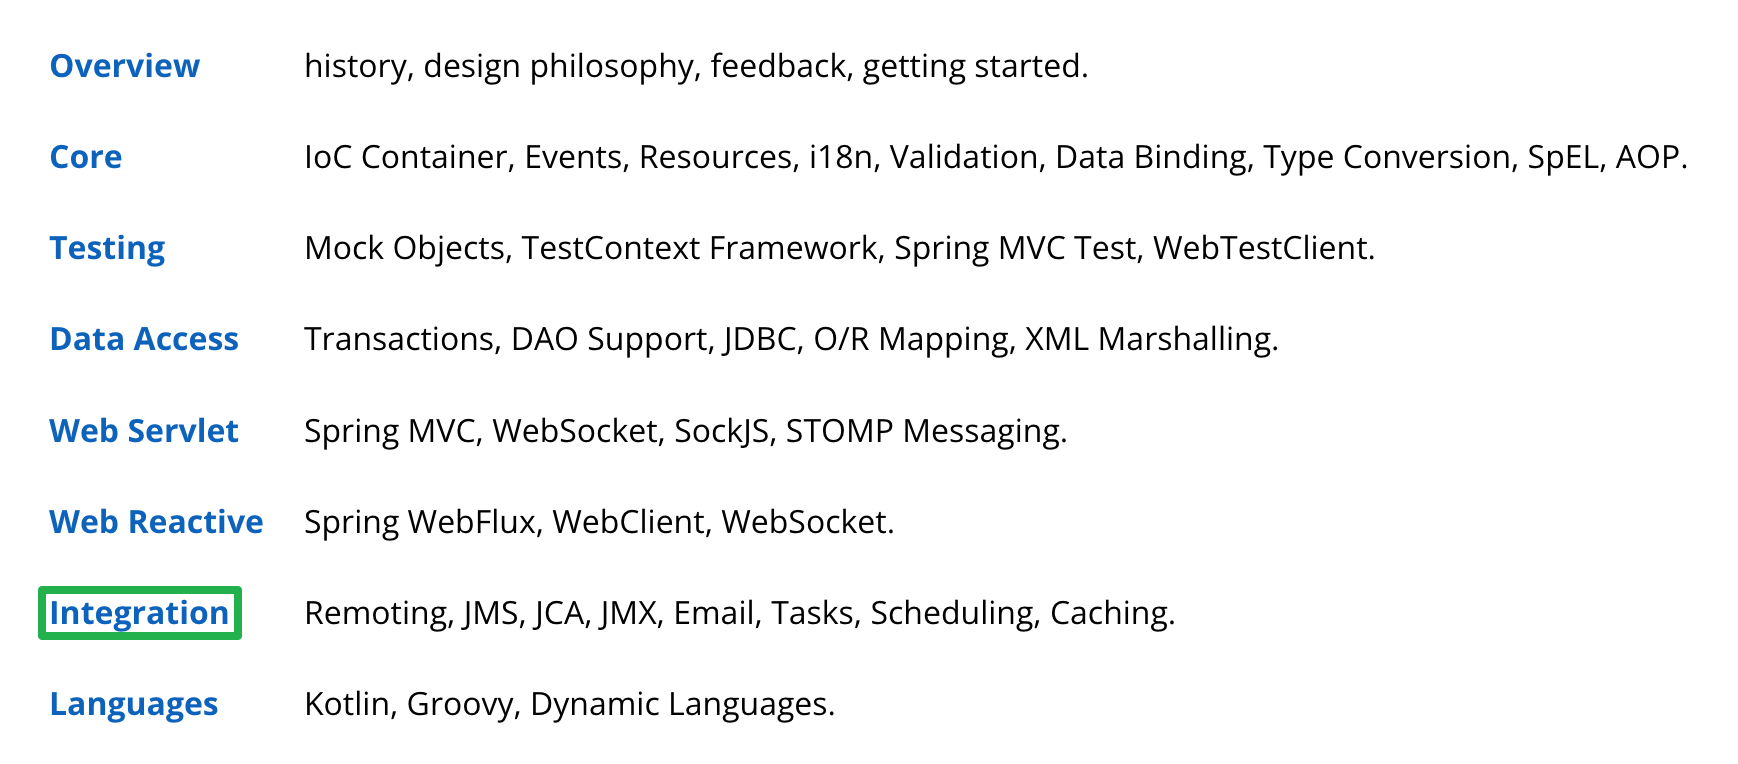 Overview history, design philosophy, feedback, getting started.
Core IoC Container, Events, Resources, i18n, Validation, Data Binding, Type Conversion, SpEL, AOP.
Testing Mock Objects, TestContext Framework, Spring MVC Test, WebTestClient.
Data Access Transactions, DAO Support, JDBC, O/R Mapping, XML Marshalling.
Web Servlet Spring MVC, WebSocket, SockJS, STOMP Messaging.
Web Reactive Spring WebFlux, WebClient, WebSocket.
Integration Remoting, JMS, JCA, JMX, Email, Tasks, Scheduling, Caching.
Languages Kotlin, Groovy, Dynamic Languages.